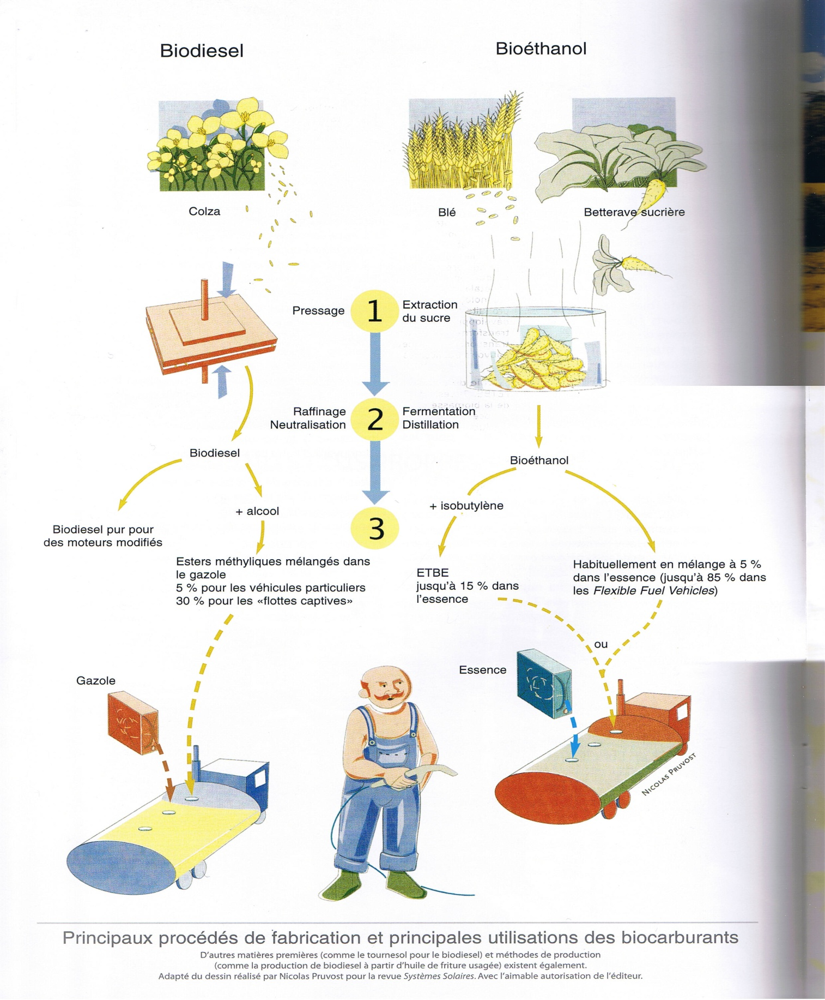 Biodiesel
Bioéthanol
Colza
Blé
Betterave sucrière
Pressage
1
Extraction
du sucre
Raffinage
Neutralisation
2
Fermentation
Distillation
Biodiesel
Bioéthanol
+ alcool
+ isobutylène
3
Biodiesel pur pour
des moteurs modifiés
Esters méthyliques mélangés dans
le gazole
5 % pour les véhicules particuliers
30 % pour les «flottes captives»
ETBE
jusqu'à 15 % dans
l'essence
Habituellement en mélange à 5 %
dans l'essence (jusqu'à 85 % dans
les Flexible Fuel Vehicles)
ou
Gazole
Essence
NICOLAS PRUVOST
Principaux procédés de fabrication et principales utilisations des biocarburants
D'autres matières premières (comme le tournesol pour le biodiesel) et méthodes de production
(comme la production de biodiesel à partir d'huile de friture usagée) existent également.
Adapté du dessin réalisé par Nicolas Pruvost pour la revue Systèmes Solaires. Avec l'aimable autorisation de l'éditeur.